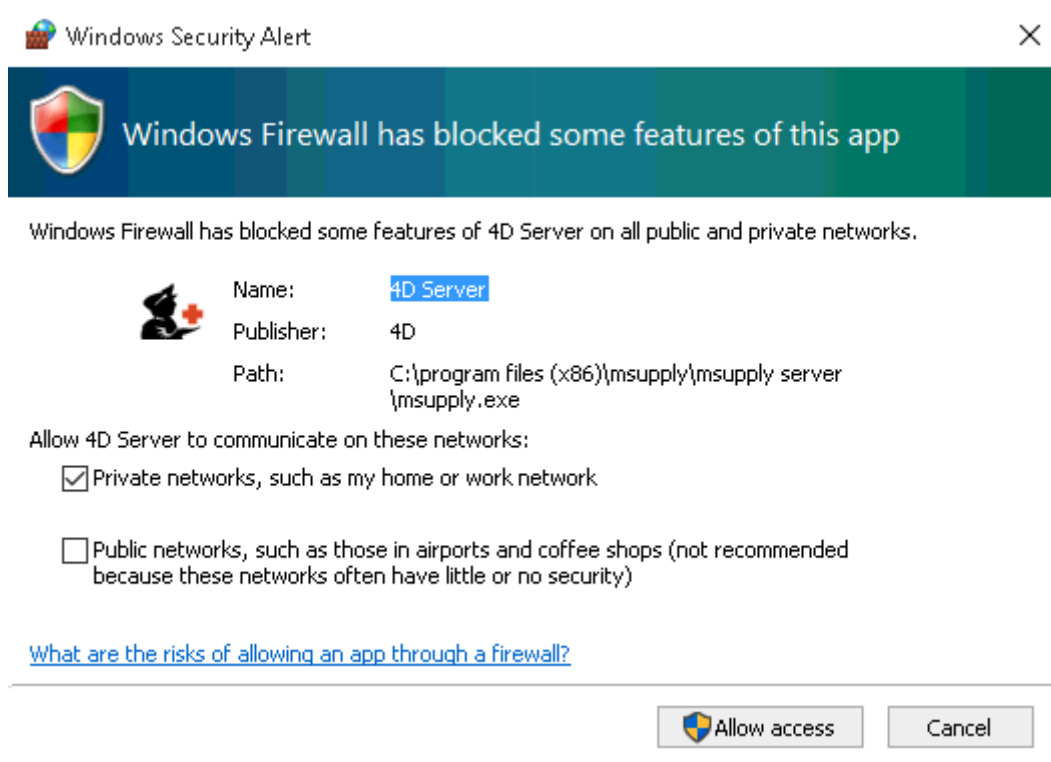 Windows Security Alert
Windows Firewall has blocked some features of this app
Windows Firewall has blocked some features of 4D Server on all public and private networks.
Name: 4D Server
Publisher: 4D
Path: C:\program files (x86)\msupply\msupply server
\msupply.exe
Allow 4D Server to communicate on these networks:
Private networks, such as my home or work network
Public networks, such as those in airports and coffee shops (not recommended
because these networks often have little or no security)
What are the risks of allowing an app through a firewall?
Allow access Cancel